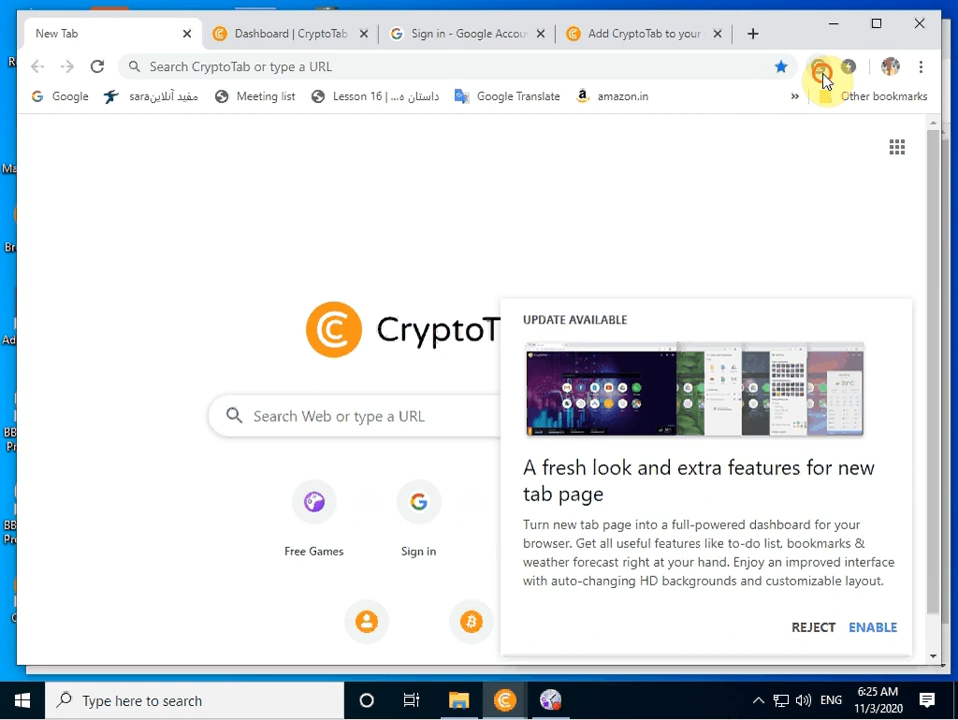 New Tab
Dashboard | CryptoTab
Sign in - Google Accou
Add CryptoTab to your
Search CryptoTab or type a URL
Google
مفید آنلاینsara
Meeting list
Lesson 16 | ...داستان ه
Google Translate
amazon.in
»
Other bookmarks
CryptoT
UPDATE AVAILABLE
A fresh look and extra features for new
tab page
Turn new tab page into a full-powered dashboard for your
browser. Get all useful features like to-do list, bookmarks &
weather forecast right at your hand. Enjoy an improved interface
with auto-changing HD backgrounds and customizable layout.
REJECT ENABLE
Search Web or type a URL
Free Games
Sign in
Type here to search
ENG
6:25 AM
11/3/2020